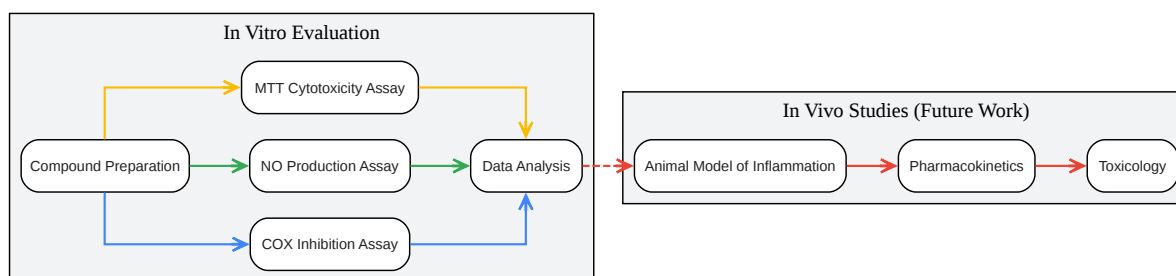 In Vitro Evaluation
MTT Cytotoxicity Assay
Compound Preparation
NO Production Assay
Data Analysis
COX Inhibition Assay
In Vivo Studies (Future Work)
Animal Model of Inflammation
Pharmacokinetics
Toxicology